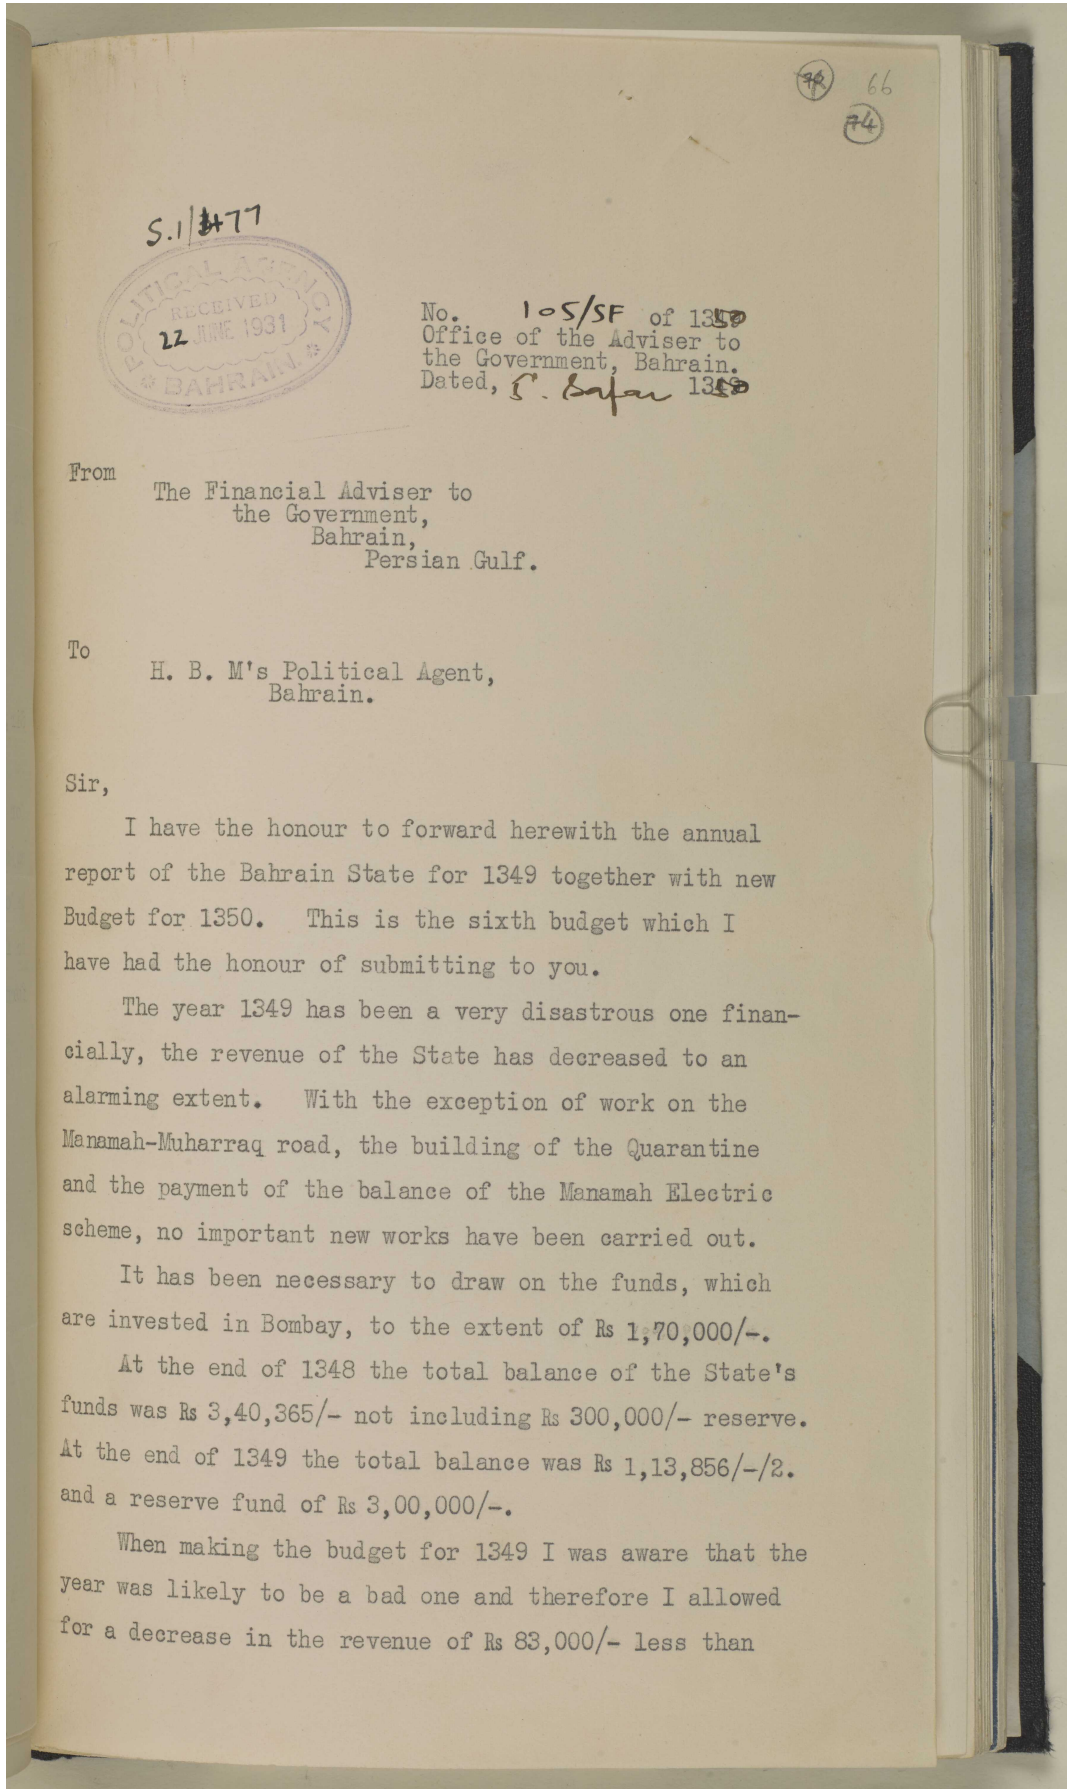 66
74
S.1/477
POLITICAL AGENCY
RECEIVED
22 JUNE 1931
BAHRAIN.
No. 105/SF of 1350
Office of the Adviser to
the Government, Bahrain.
Dated, 5. Safar 1350
From
The Financial Adviser to
the Government,
Bahrain,
Persian Gulf.
To
H. B. M's Political Agent,
Bahrain.
Sir,
I have the honour to forward herewith the annual
report of the Bahrain State for 1349 together with new
Budget for 1350. This is the sixth budget which I
have had the honour of submitting to you.
The year 1349 has been a very disastrous one finan-
cially, the revenue of the State has decreased to an
alarming extent. With the exception of work on the
Manamah-Muharraq road, the building of the Quarantine
and the payment of the balance of the Manamah Electric
scheme, no important new works have been carried out.
It has been necessary to draw on the funds, which
are invested in Bombay, to the extent of Rs 1,70,000/-.
At the end of 1348 the total balance of the State's
funds was Rs 3,40,365/- not including Rs 300,000/- reserve.
At the end of 1349 the total balance was Rs 1,13,856/-/2.
and a reserve fund of Rs 3,00,000/-.
When making the budget for 1349 I was aware that the
year was likely to be a bad one and therefore I allowed
for a decrease in the revenue of Rs 83,000/- less than